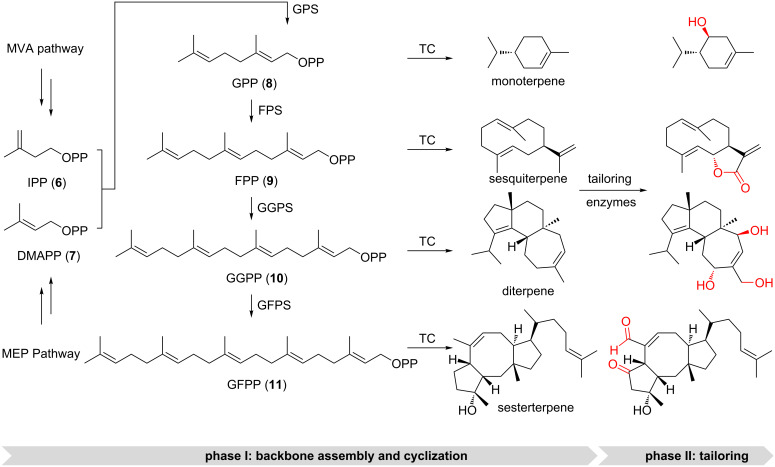 GPS
MVA pathway
OPP
GPP (8)
TC
monoterpene
HO
FPS
IPP (6)
OPP
FPP (9)
OPP
TC
sesquiterpene
O
O
tailoring
enzymes
DMAPP (7)
OPP
GGPS
GGPP (10)
OPP
TC
H
diterpene
H
OH
HO
OH
GFPS
MEP Pathway
GFPP (11)
OPP
TC
H
H
H
HO
sesterterpene
O
H
H
O
H
H
HO
phase I: backbone assembly and cyclization
phase II: tailoring